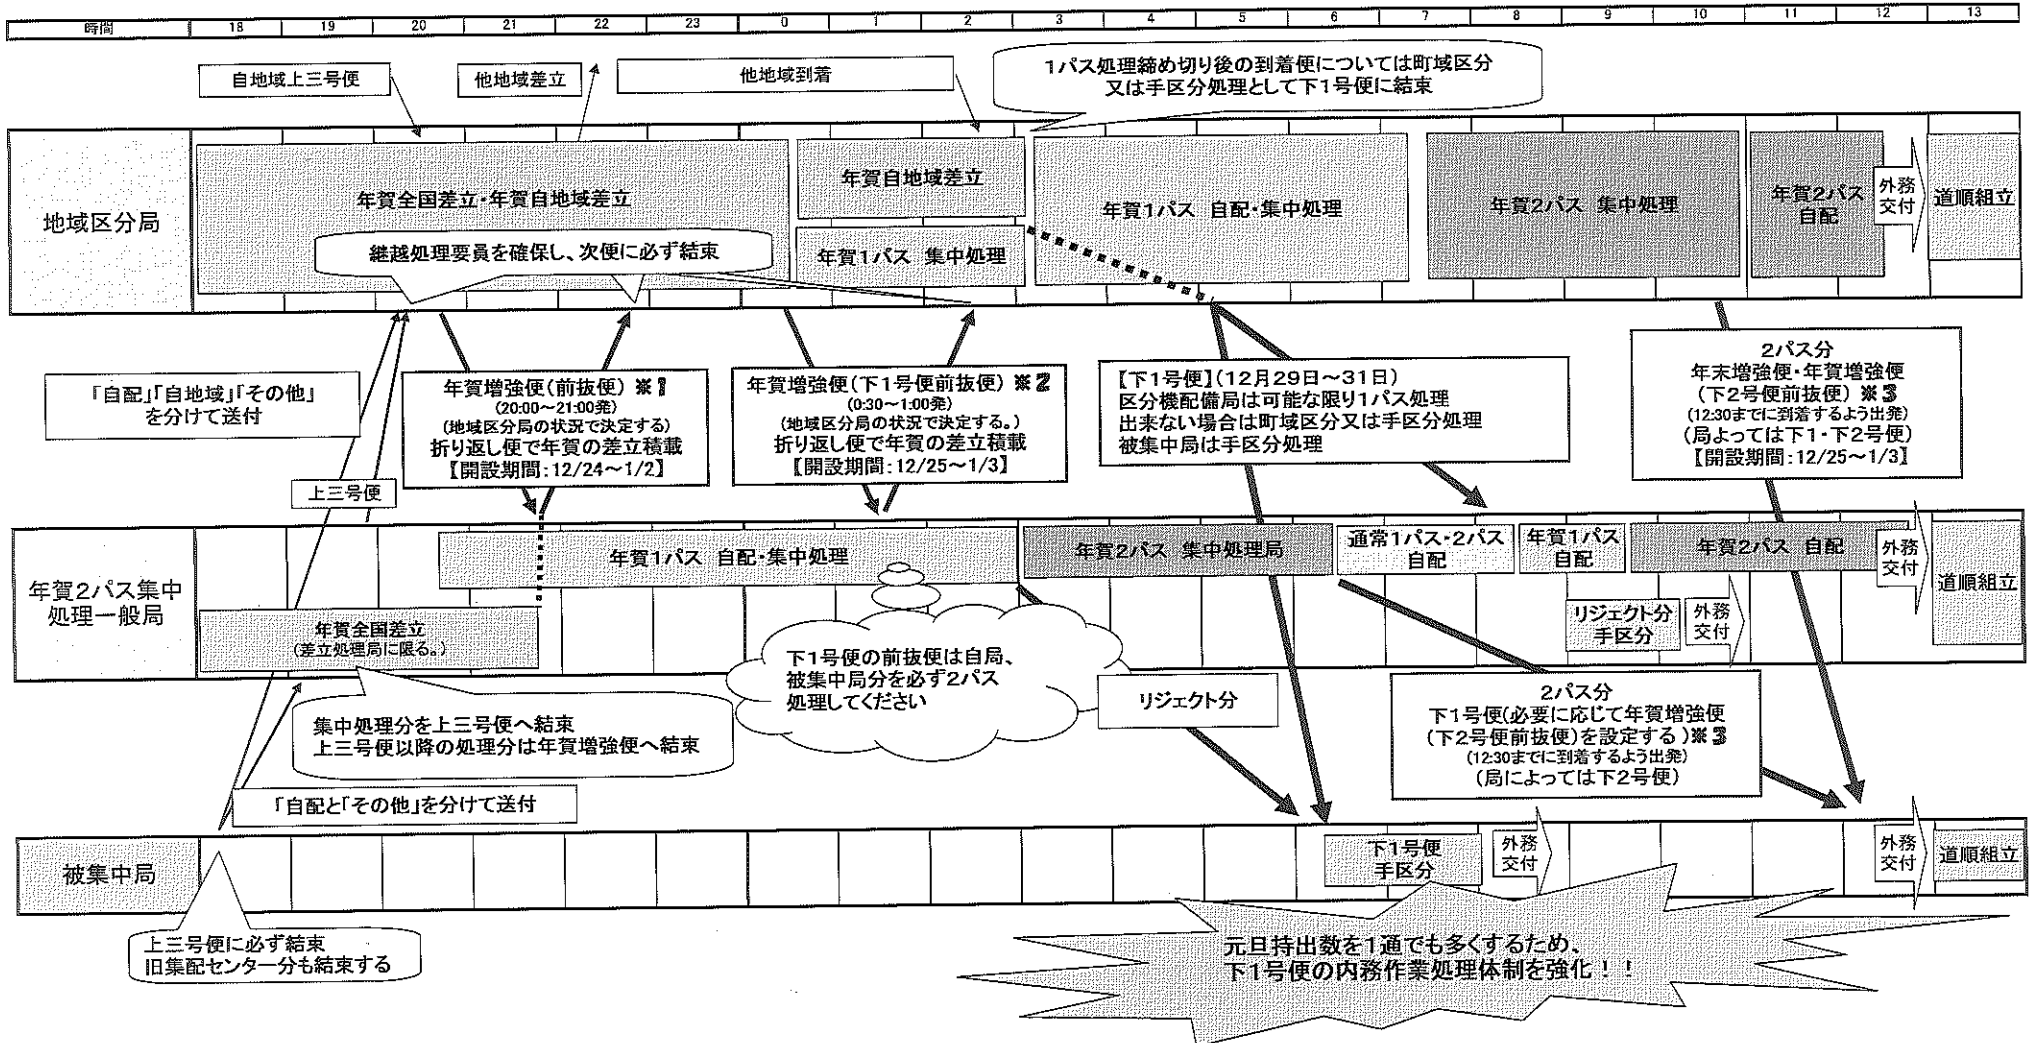 時間 18 19 20 21 22 23 0 1 2 3 4 5 6 7 8 9 10 11 12 13
自地域上三号便
他地域差立
他地域到着
1パス処理締め切り後の到着便については町域区分
又は手区分処理として下1号便に結束
地域区分局
年賀全国差立・年賀自地域差立
年賀自地域差立
年賀1パス 集中処理
年賀1パス 自配・集中処理
年賀2パス 集中処理
年賀2パス
自配
外務
交付
道順組立
継越処理要員を確保し、次便に必ず結束
「自配」「自地域」「その他」
を分けて送付
上三号便
年賀増強便(前抜便) ※1
(20:00～21:00発)
(地域区分局の状況で決定する)
折り返し便で年賀の差立積載
【開設期間:12/24～1/2】
年賀増強便(下1号便前抜便) ※2
(0:30～1:00発)
(地域区分局の状況で決定する。)
折り返し便で年賀の差立積載
【開設期間:12/25～1/3】
【下1号便】(12月29日～31日)
区分機配備局は可能な限り1パス処理
出来ない場合は町域区分又は手区分処理
被集中局は手区分処理
2パス分
年末増強便・年賀増強便
(下2号便前抜便) ※3
(12:30までに到着するよう出発)
(局よっては下1・下2号便)
【開設期間:12/25～1/3】
年賀2パス集中
処理一般局
年賀1パス 自配・集中処理
年賀2パス 集中処理局
通常1パス・2パス
自配
年賀1パス
自配
年賀2パス 自配
外務
交付
道順組立
年賀全国差立
(差立処理局に限る。)
リジェクト分
手区分
外務
交付
下1号便の前抜便は自局、
被集中局分を必ず2パス
処理してください
リジェクト分
2パス分
下1号便(必要に応じて年賀増強便
(下2号便前抜便)を設定する)※3
(12:30までに到着するよう出発)
(局によっては下2号便)
集中処理分を上三号便へ結束
上三号便以降の処理分は年賀増強便へ結束
「自配と「その他」を分けて送付
被集中局
下1号便
手区分
外務
交付
外務
交付
道順組立
上三号便に必ず結束
旧集配センター分も結束する
元旦持出数を1通でも多くするため、
下1号便の内務作業処理体制を強化！！